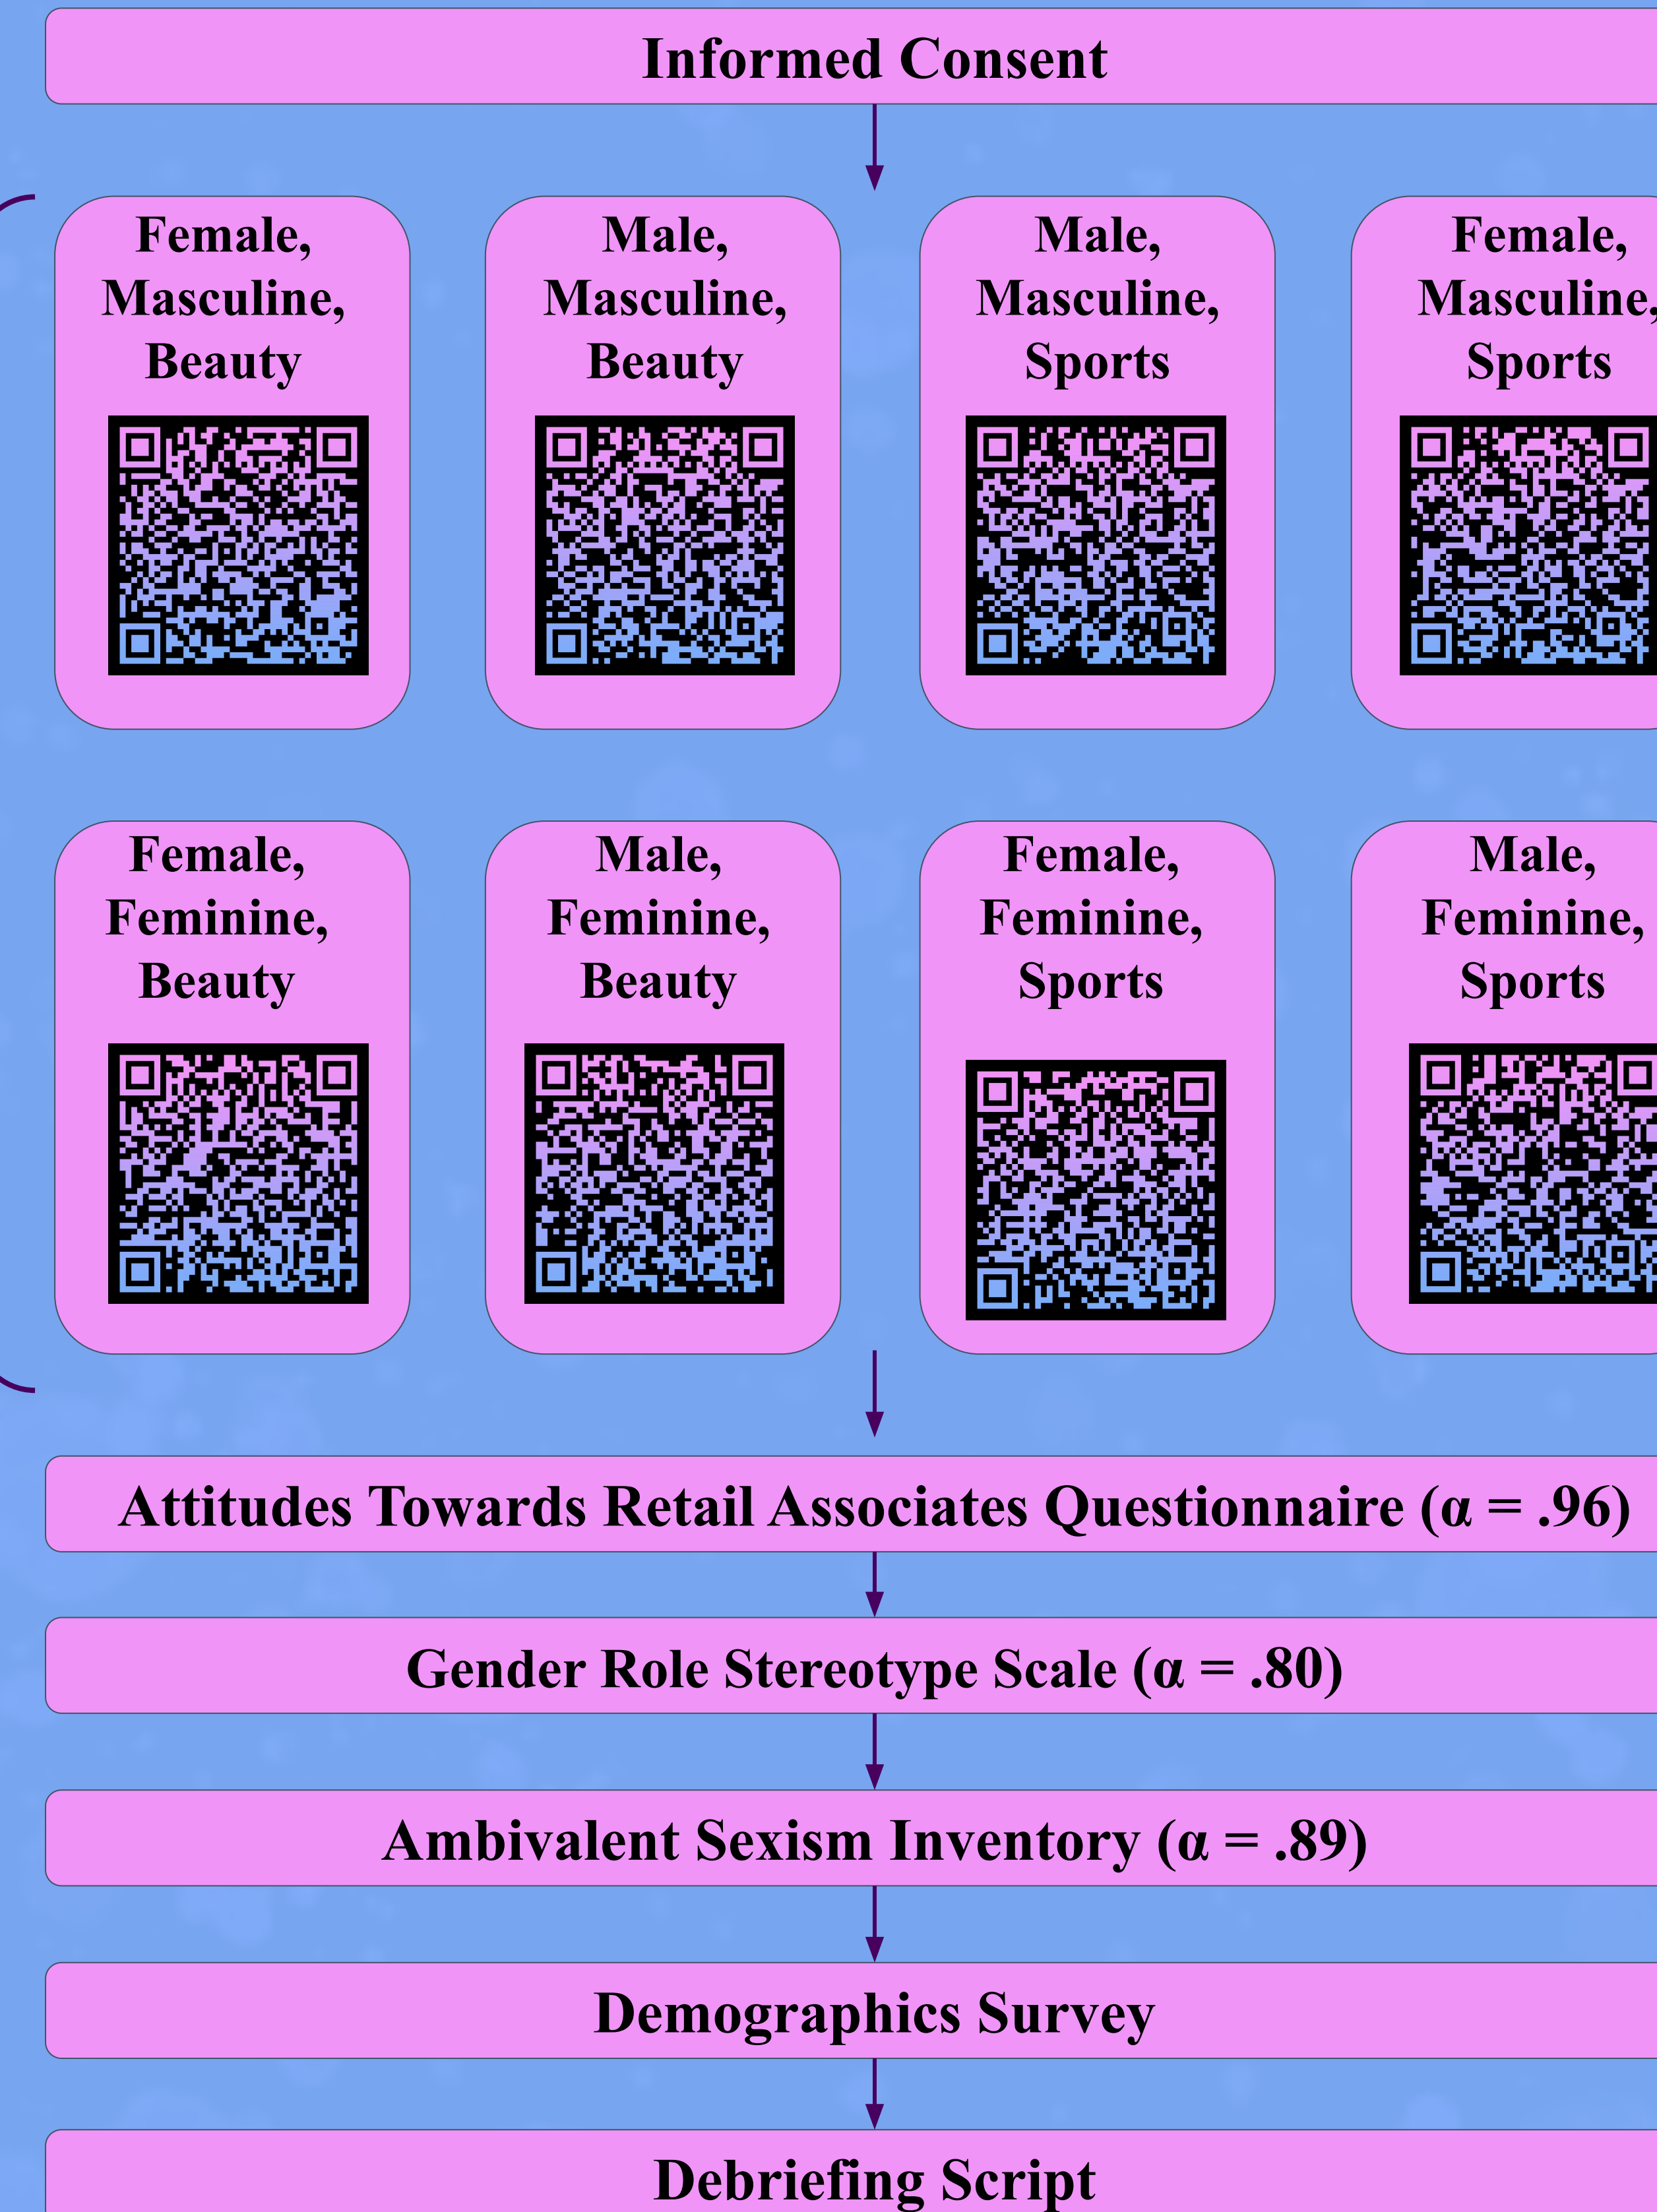 Informed Consent
Female,
Masculine,
Beauty
Male,
Masculine,
Beauty
Male,
Masculine,
Sports
Female,
Masculine,
Sports
Female,
Feminine,
Beauty
Male,
Feminine,
Beauty
Female,
Feminine,
Sports
Male,
Feminine,
Sports
Attitudes Towards Retail Associates Questionnaire (α = .96)
Gender Role Stereotype Scale (α = .80)
Ambivalent Sexism Inventory (α = .89)
Demographics Survey
Debriefing Script